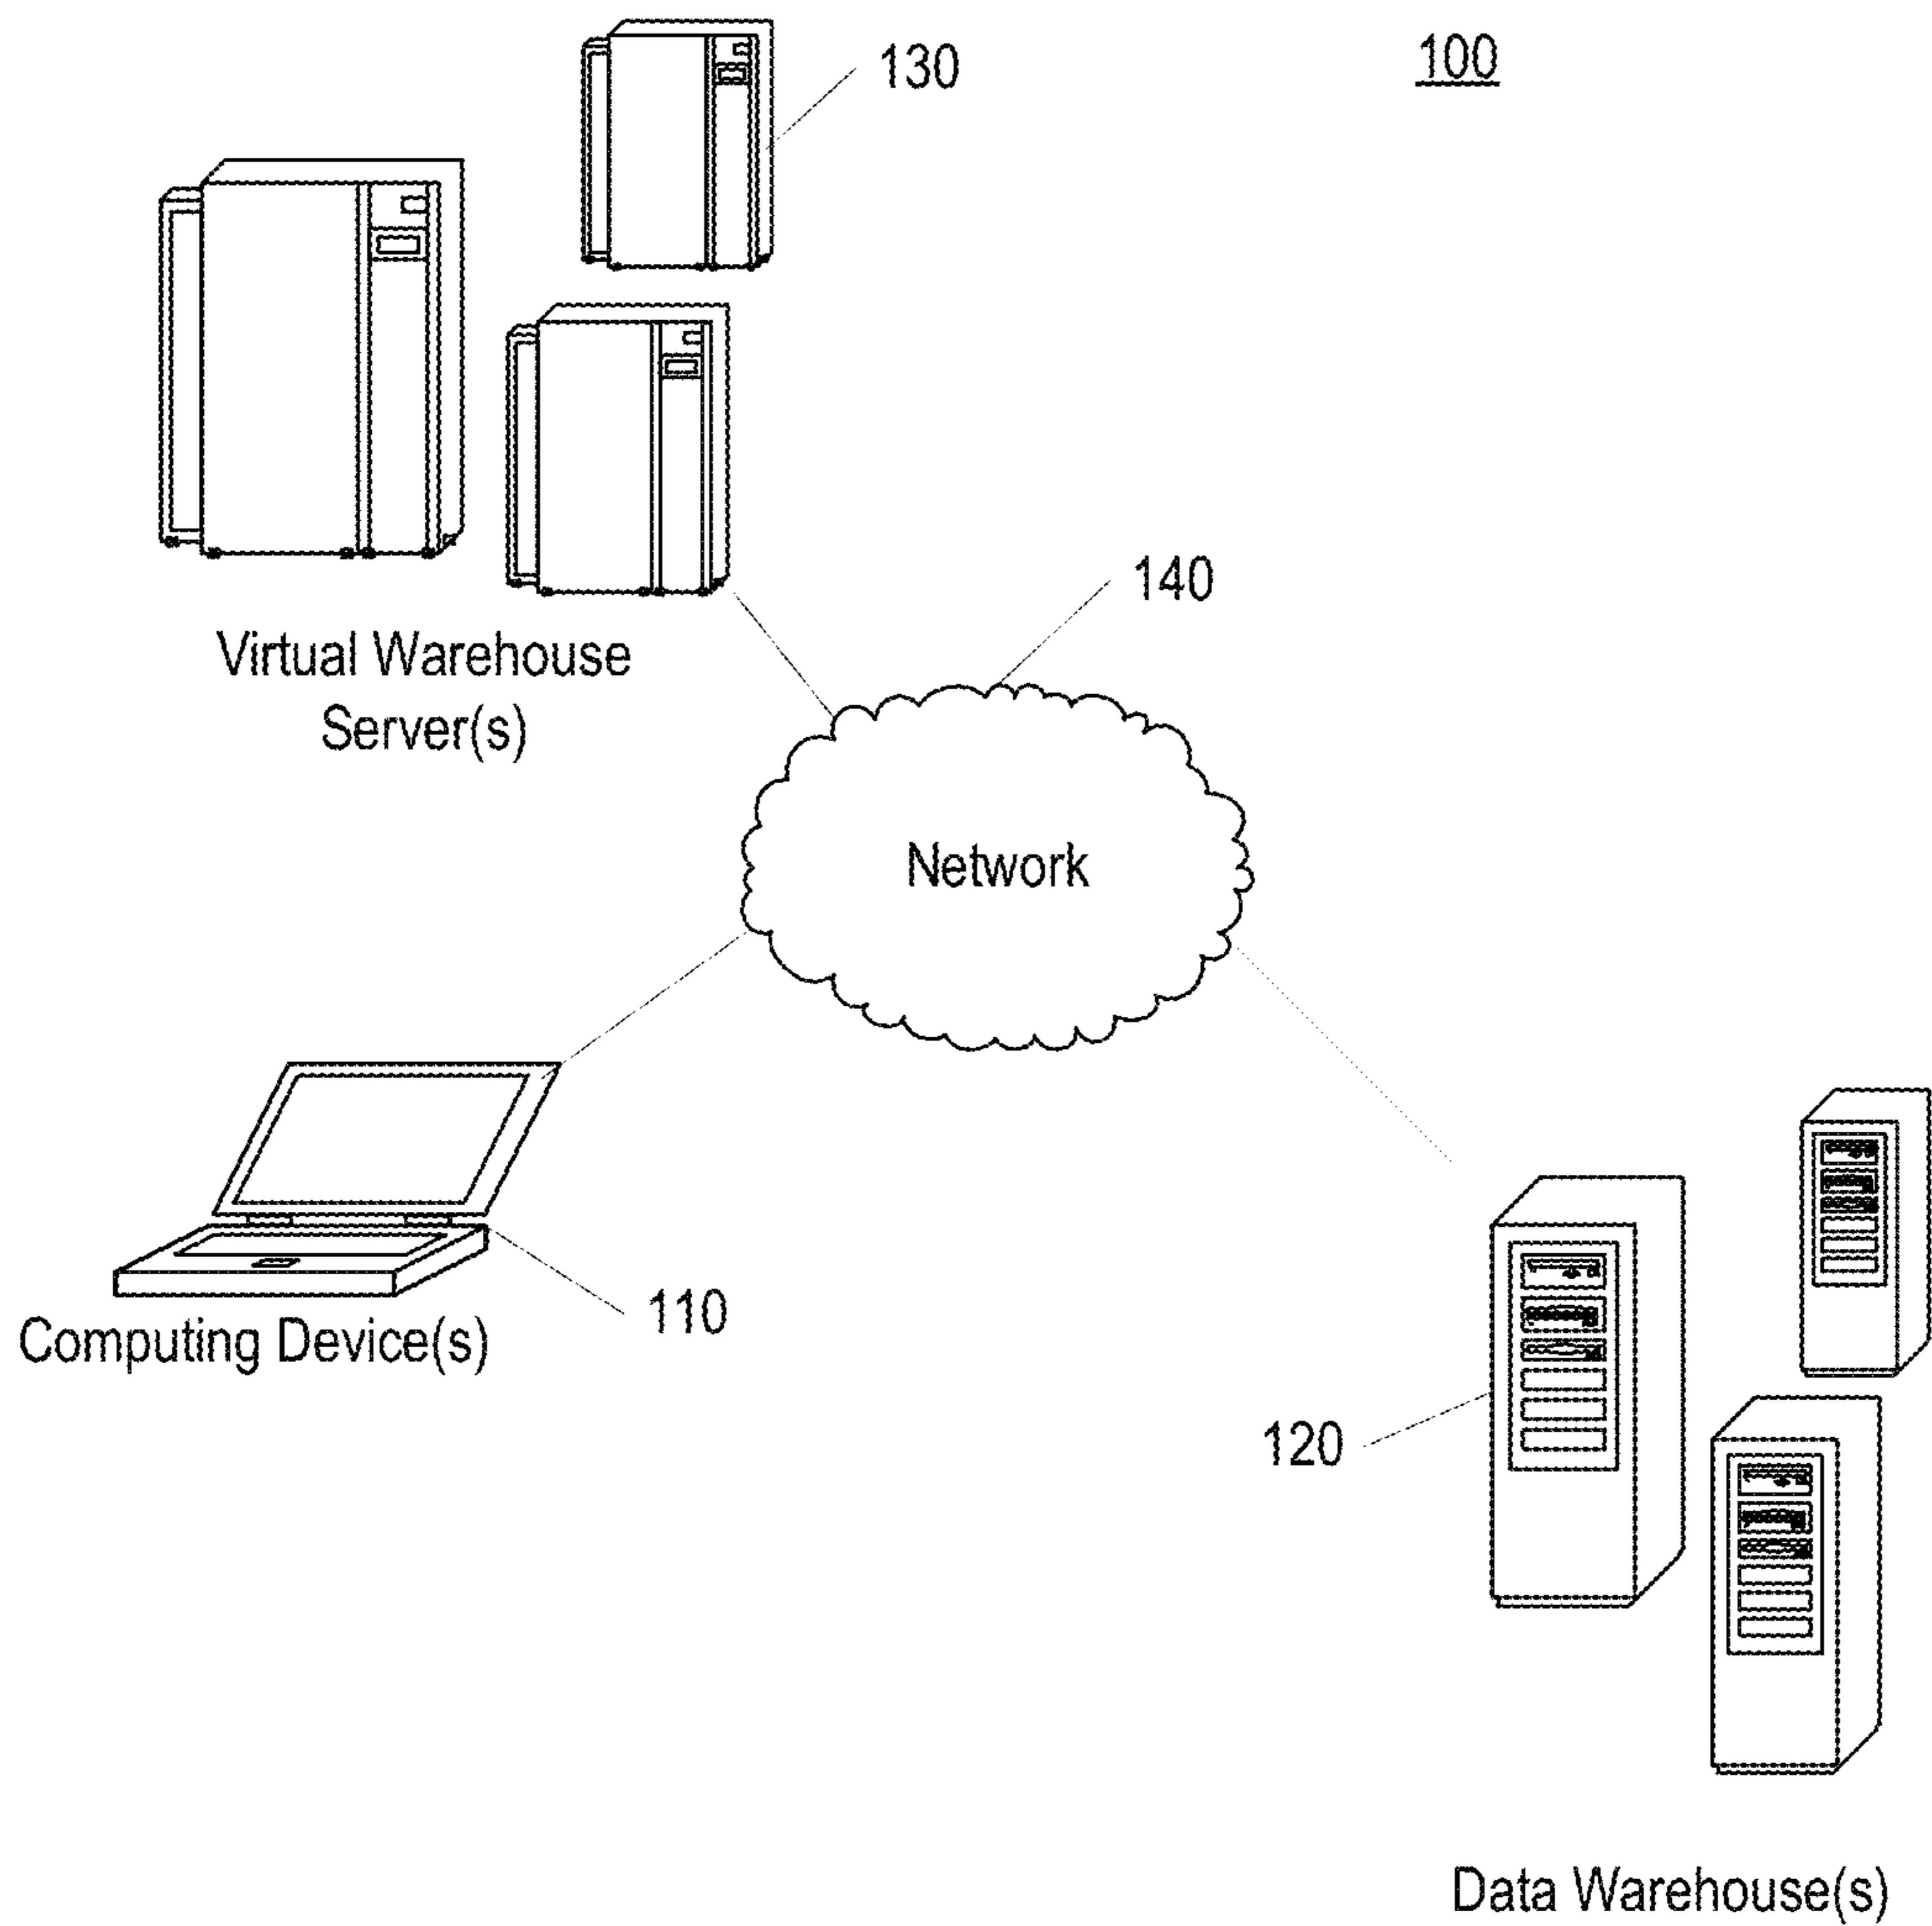 130
100
140
Virtual Warehouse
Server(s)
Network
110
Computing Device(s)
120
Data Warehouse(s)